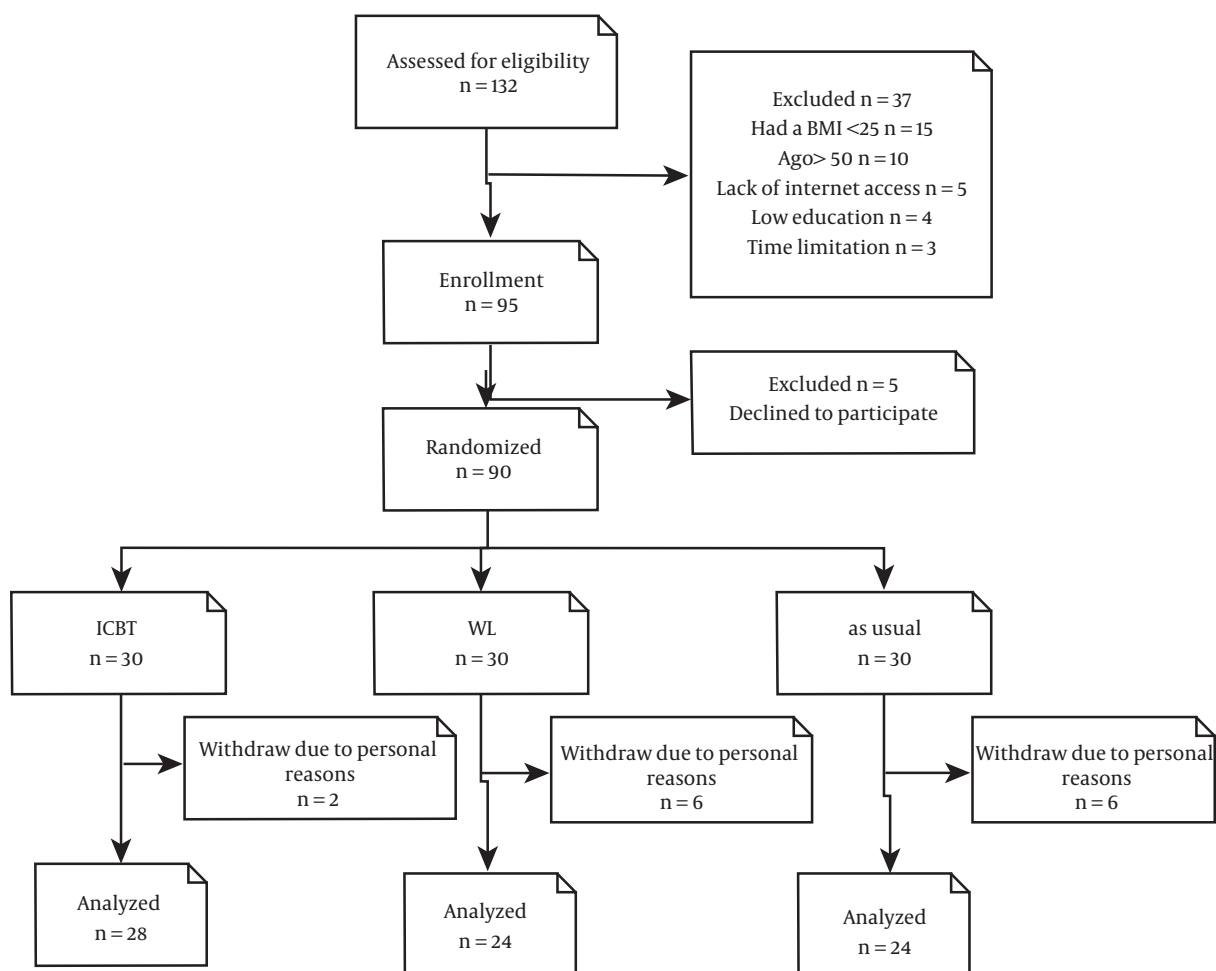 Assessed for eligibility
n = 132
Excluded n = 37
Had a BMI <25 n = 15
Ago> 50 n = 10
Lack of internet access n = 5
Low education n = 4
Time limitation n = 3
Enrollment
n = 95
Excluded n = 5
Declined to participate
Randomized
n = 90
ICBT
n = 30
WL
n = 30
as usual
n = 30
Withdraw due to personal
reasons
n = 2
Withdraw due to personal
reasons
n = 6
Withdraw due to personal
reasons
n = 6
Analyzed
n = 28
Analyzed
n = 24
Analyzed
n = 24